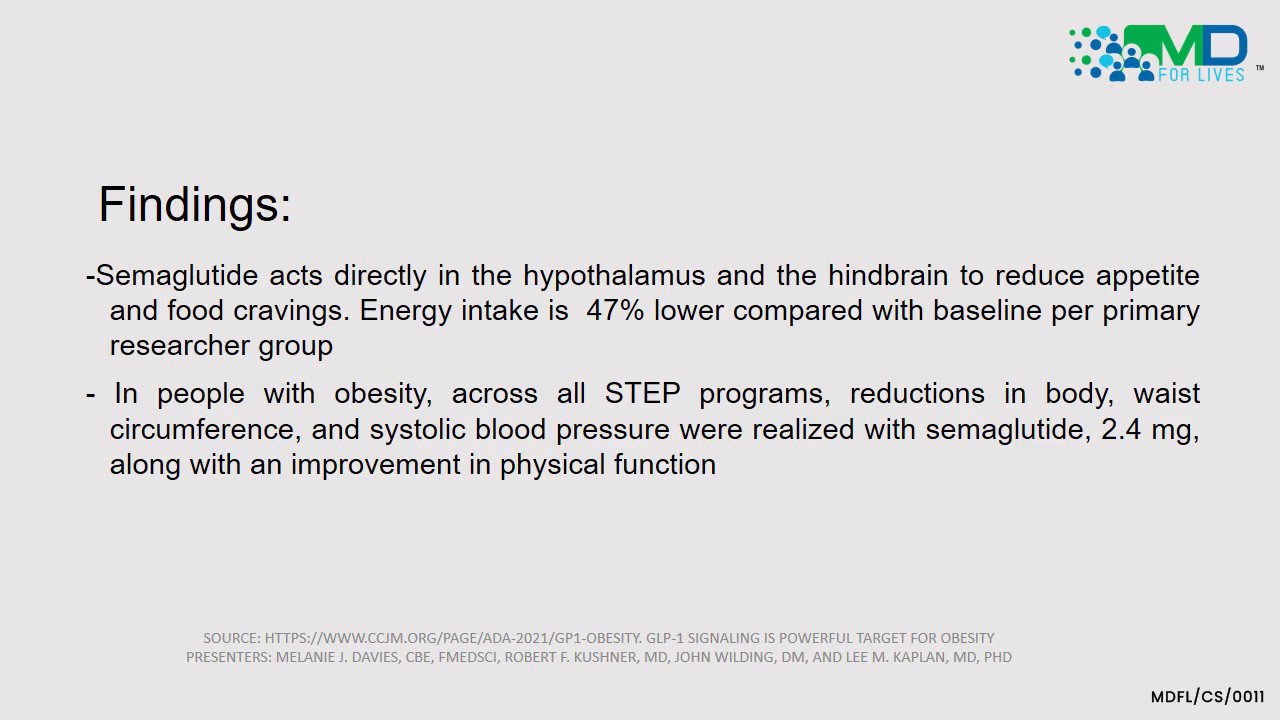 MD
FOR LIVES ™
Findings:
-Semaglutide acts directly in the hypothalamus and the hindbrain to reduce appetite
and food cravings. Energy intake is  47% lower compared with baseline per primary
researcher group
- In people with obesity, across all STEP programs, reductions in body, waist
circumference, and systolic blood pressure were realized with semaglutide, 2.4 mg,
along with an improvement in physical function
SOURCE: HTTPS://WWW.CCJM.ORG/PAGE/ADA-2021/GP1-OBESITY. GLP-1 SIGNALING IS POWERFUL TARGET FOR OBESITY
PRESENTERS: MELANIE J. DAVIES, CBE, FMEDSCI, ROBERT F. KUSHNER, MD, JOHN WILDING, DM, AND LEE M. KAPLAN, MD, PHD
MDFL/CS/0011